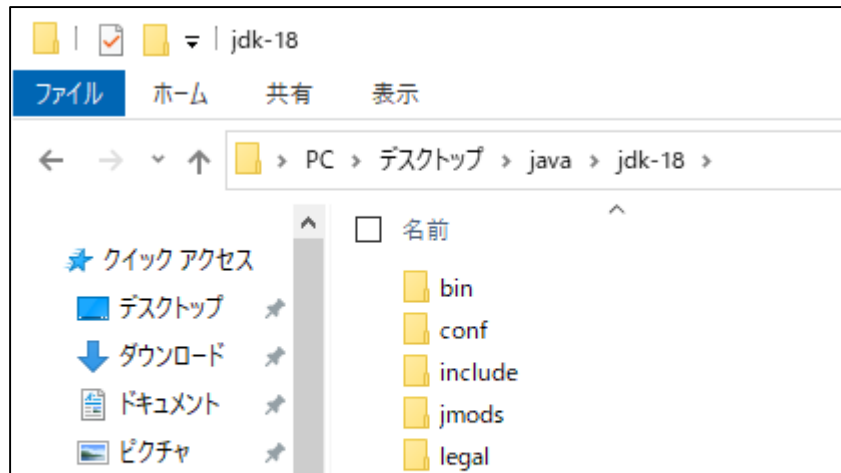 jdk-18
ファイル ホーム 共有 表示
PC > デスクトップ > java > jdk-18 >
名前
クイック アクセス
デスクトップ
ダウンロード
ドキュメント
ピクチャ
bin
conf
include
jmods
legal